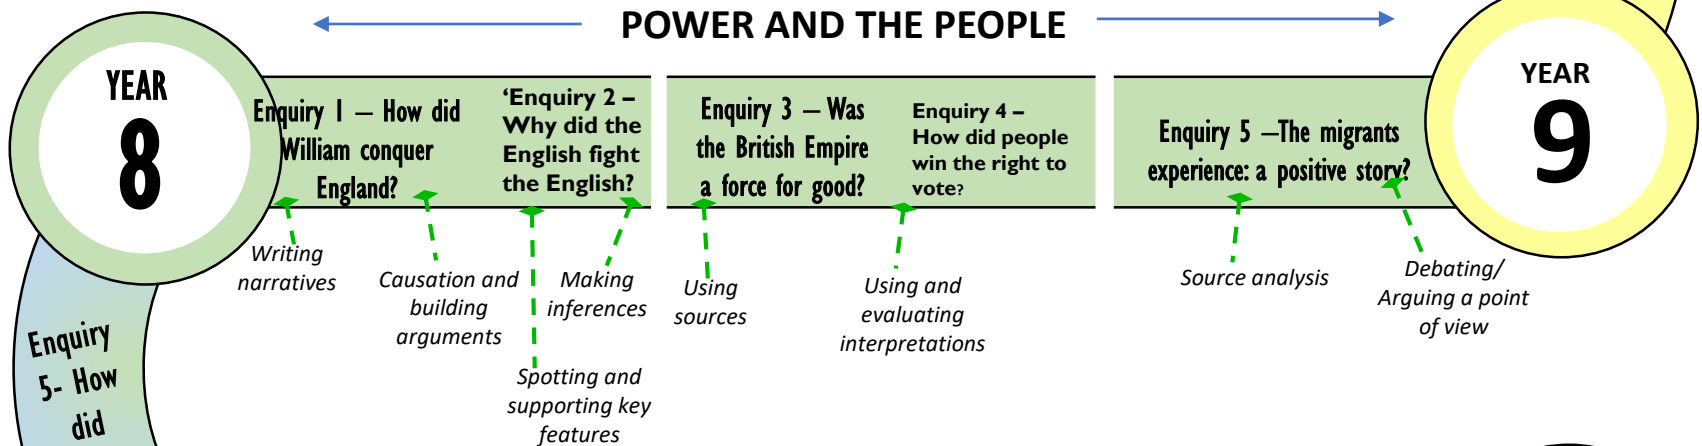 POWER AND THE PEOPLE
YEAR
8
Enquiry 1 – How did
William conquer
England?
‘Enquiry 2 –
Why did the
English fight
the English?
Enquiry 3 – Was
the British Empire
a force for good?
Enquiry 4 –
How did people
win the right to
vote?
Enquiry 5 –The migrants
experience: a positive story?
YEAR
9
Writing
narratives
Causation and
building
arguments
Spotting and
supporting key
features
Making
inferences
Using
sources
Using and
evaluating
interpretations
Source analysis
Debating/
Arguing a point
of view
Enquiry
5- How
did